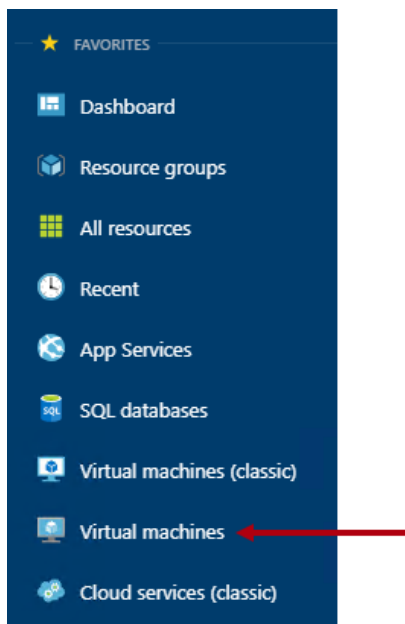 FAVORITES
Dashboard
Resource groups
All resources
Recent
App Services
SQL
SQL databases
Virtual machines (classic)
Virtual machines
Cloud services (classic)